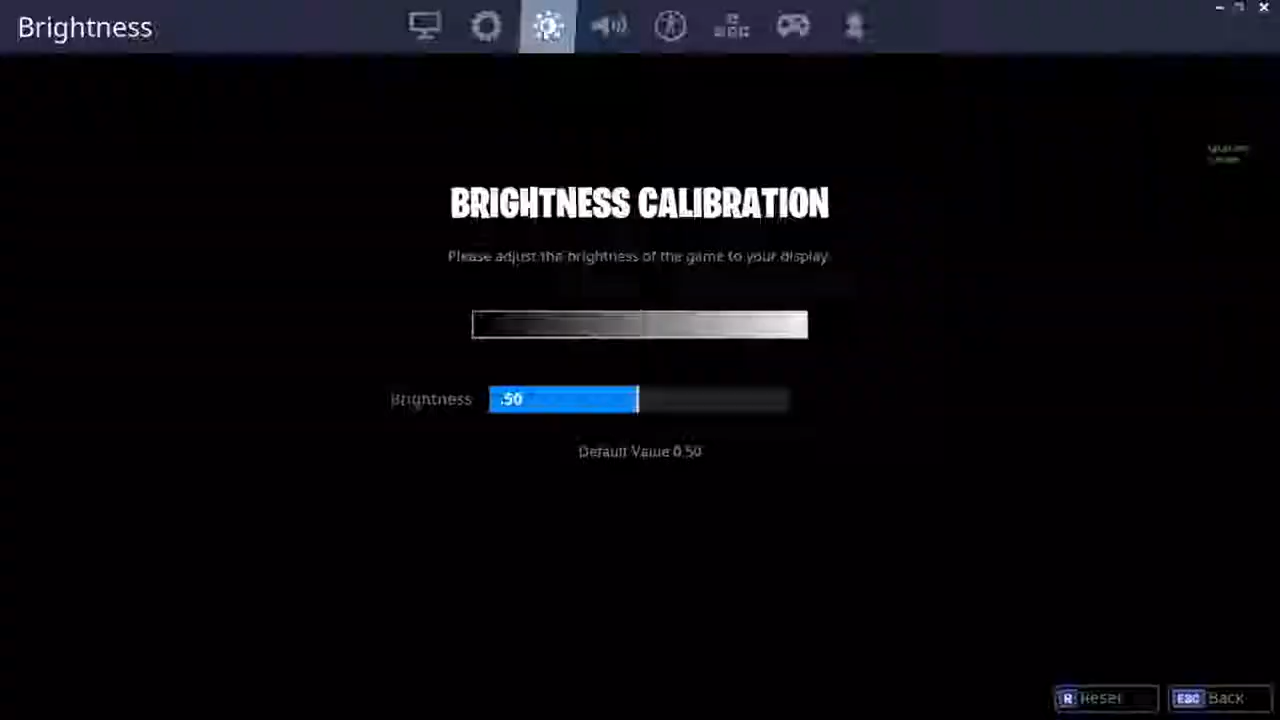 Brightness
BRIGHTNESS CALIBRATION
Please adjust the brightness of the game to your display
Brightness .50
Default Value 0.50
R Reset ESC Back